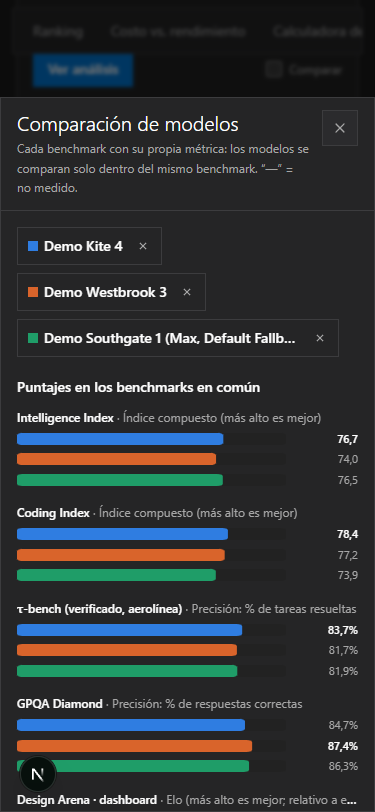 Ranking Costo vs. rendimiento Calculadora de
Ver análisis Comparar
Comparación de modelos
Cada benchmark con su propia métrica: los modelos se
comparan solo dentro del mismo benchmark. "—" =
no medido.
Demo Kite 4 ×
Demo Westbrook 3 ×
Demo Southgate 1 (Max, Default Fallb... ×
Puntajes en los benchmarks en común
Intelligence Index · Índice compuesto (más alto es mejor)
76,7
74,0
76,5
Coding Index · Índice compuesto (más alto es mejor)
78,4
77,2
73,9
τ-bench (verificado, aerolínea) · Precisión: % de tareas resueltas
83,7%
81,7%
81,9%
GPQA Diamond · Precisión: % de respuestas correctas
84,7%
87,4%
86,3%
N
Design Arena · dashboard · Elo (más alto es mejor; relativo a e...